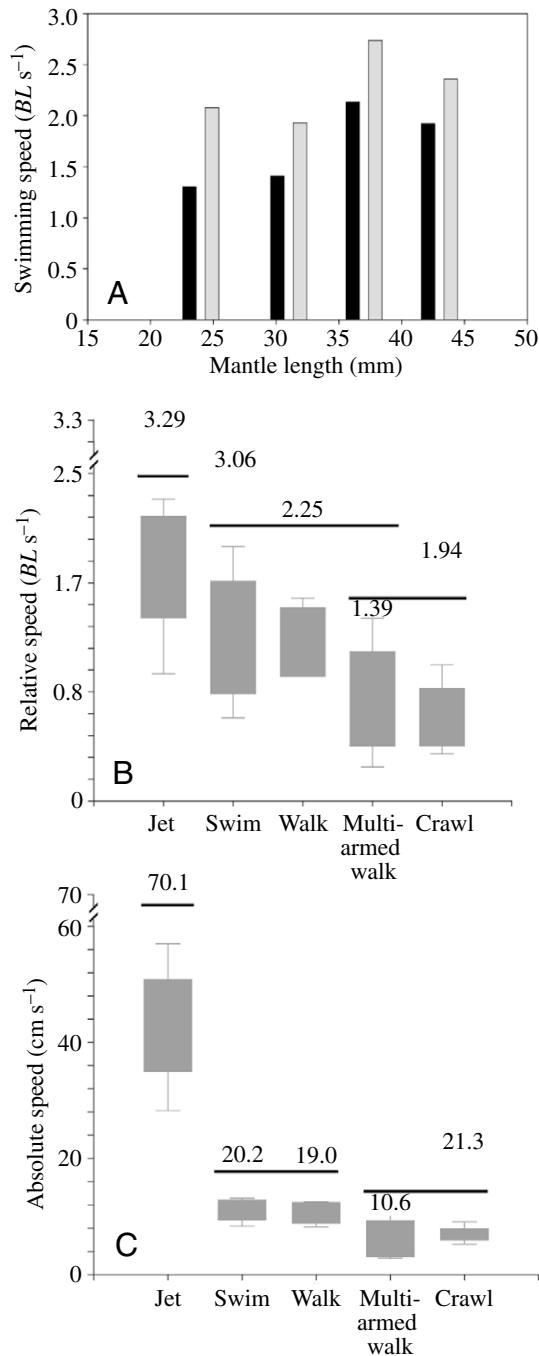 3.0
2.5
2.0
1.5
1.0
0.5
0
Swimming speed (BL s⁻¹)
A
15 20 25 30 35 40 45 50
Mantle length (mm)
3.3
2.5
1.7
0.8
0
Relative speed (BL s⁻¹)
3.29
3.06
2.25
1.94
1.39
B
Jet Swim Walk Multi- Crawl
armed
walk
70
60
40
20
0
Absolute speed (cm s⁻¹)
70.1
20.2 19.0 21.3
10.6
C
Jet Swim Walk Multi- Crawl
armed
walk